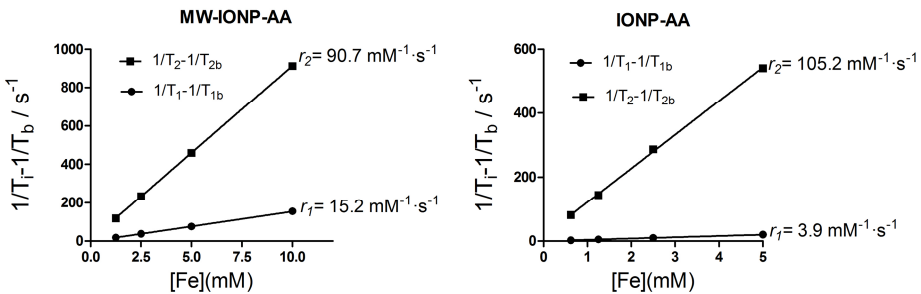 MW-IONP-AA
1/Tᵢ-1/T_b / s⁻¹
1000
800
600
400
200
0
1/T₂-1/T₂b
1/T₁-1/T₁b
r₂= 90.7 mM⁻¹·s⁻¹
r₁= 15.2 mM⁻¹·s⁻¹
0.0 2.5 5.0 7.5 10.0
[Fe](mM)
IONP-AA
1/Tᵢ-1/T_b / s⁻¹
600
400
200
0
1/T₁-1/T₁b
1/T₂-1/T₂b
r₂= 105.2 mM⁻¹·s⁻¹
r₁= 3.9 mM⁻¹·s⁻¹
0 1 2 3 4 5
[Fe](mM)